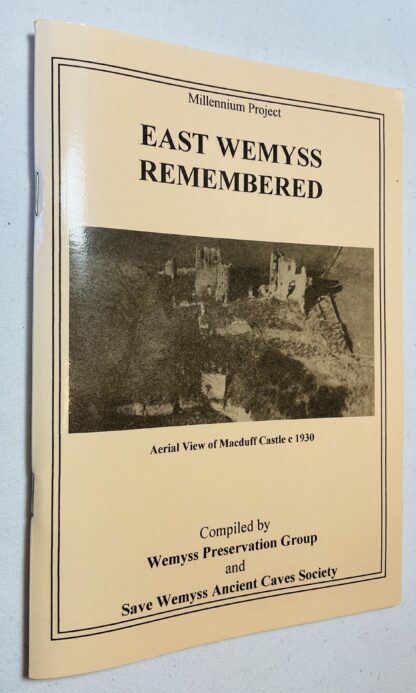 Millennium Project
EAST WEMYSS
REMEMBERED
Aerial View of Macduff Castle c 1930
Compiled by
Wemyss Preservation Group
and
Save Wemyss Ancient Caves Society